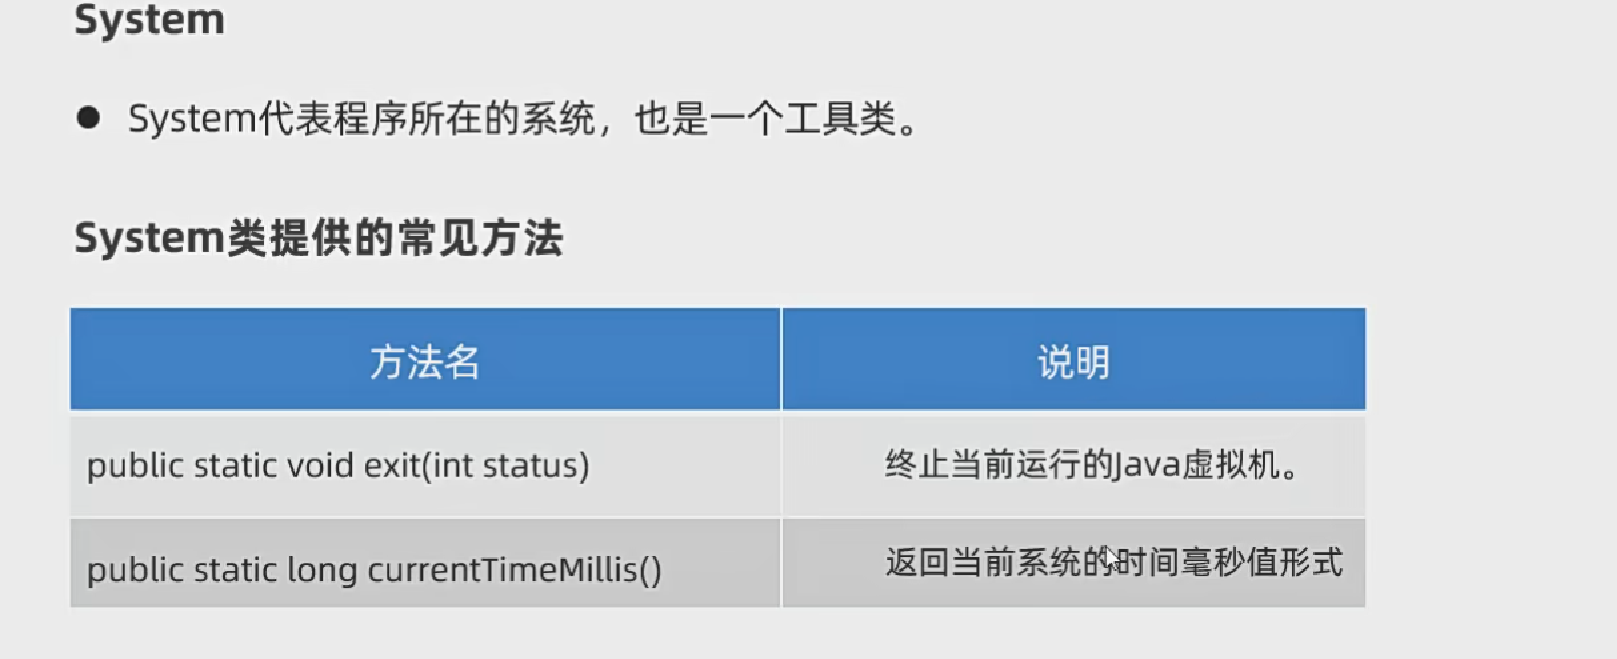 System
● System代表程序所在的系统，也是一个工具类。
System类提供的常见方法
方法名 说明
public static void exit(int status) 终止当前运行的Java虚拟机。
public static long currentTimeMillis() 返回当前系统的时间毫秒值形式